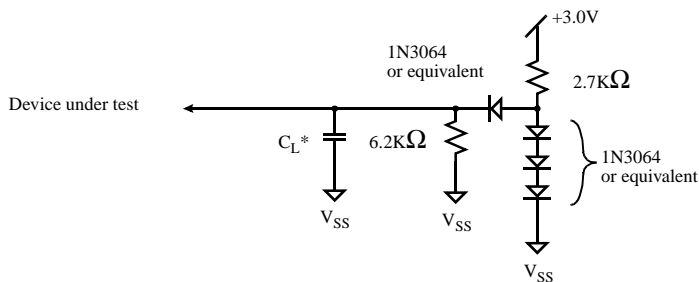 +3.0V
1N3064
or equivalent
2.7KΩ
Device under test
C_L*
6.2KΩ
1N3064
or equivalent
V_SS
V_SS
V_SS